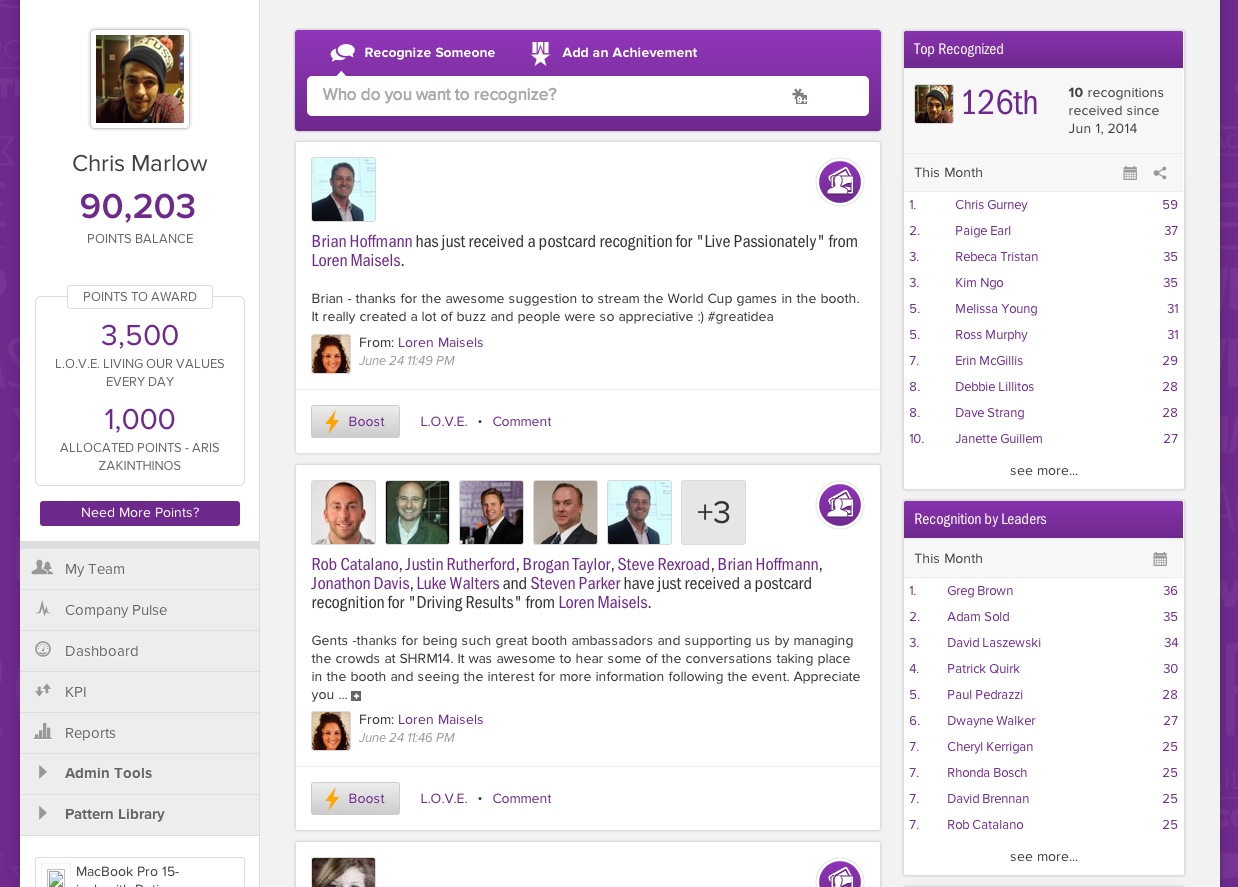 Chris Marlow
90,203
POINTS BALANCE
POINTS TO AWARD
3,500
L.O.V.E. LIVING OUR VALUES
EVERY DAY
1,000
ALLOCATED POINTS - ARIS
ZAKINTHINOS
Need More Points?
My Team
Company Pulse
Dashboard
KPI
Reports
Admin Tools
Pattern Library
MacBook Pro 15-
Recognize Someone
Add an Achievement
Who do you want to recognize?
Brian Hoffmann has just received a postcard recognition for "Live Passionately" from
Loren Maisels.
Brian - thanks for the awesome suggestion to stream the World Cup games in the booth.
It really created a lot of buzz and people were so appreciative :) #greatidea
From: Loren Maisels
June 24 11:49 PM
Boost
L.O.V.E. • Comment
+3
Rob Catalano, Justin Rutherford, Brogan Taylor, Steve Rexroad, Brian Hoffmann,
Jonathon Davis, Luke Walters and Steven Parker have just received a postcard
recognition for "Driving Results" from Loren Maisels.
Gents -thanks for being such great booth ambassadors and supporting us by managing
the crowds at SHRM14. It was awesome to hear some of the conversations taking place
in the booth and seeing the interest for more information following the event. Appreciate
you ...
From: Loren Maisels
June 24 11:46 PM
Boost
L.O.V.E. • Comment
Top Recognized
126th
10 recognitions
received since
Jun 1, 2014
This Month
1. Chris Gurney 59
2. Paige Earl 37
3. Rebeca Tristan 35
3. Kim Ngo 35
5. Melissa Young 31
5. Ross Murphy 31
7. Erin McGillis 29
8. Debbie Lillitos 28
8. Dave Strang 28
10. Janette Guillem 27
see more...
Recognition by Leaders
This Month
1. Greg Brown 36
2. Adam Sold 35
3. David Laszewski 34
4. Patrick Quirk 30
5. Paul Pedrazzi 28
6. Dwayne Walker 27
7. Cheryl Kerrigan 25
7. Rhonda Bosch 25
7. David Brennan 25
7. Rob Catalano 25
see more...